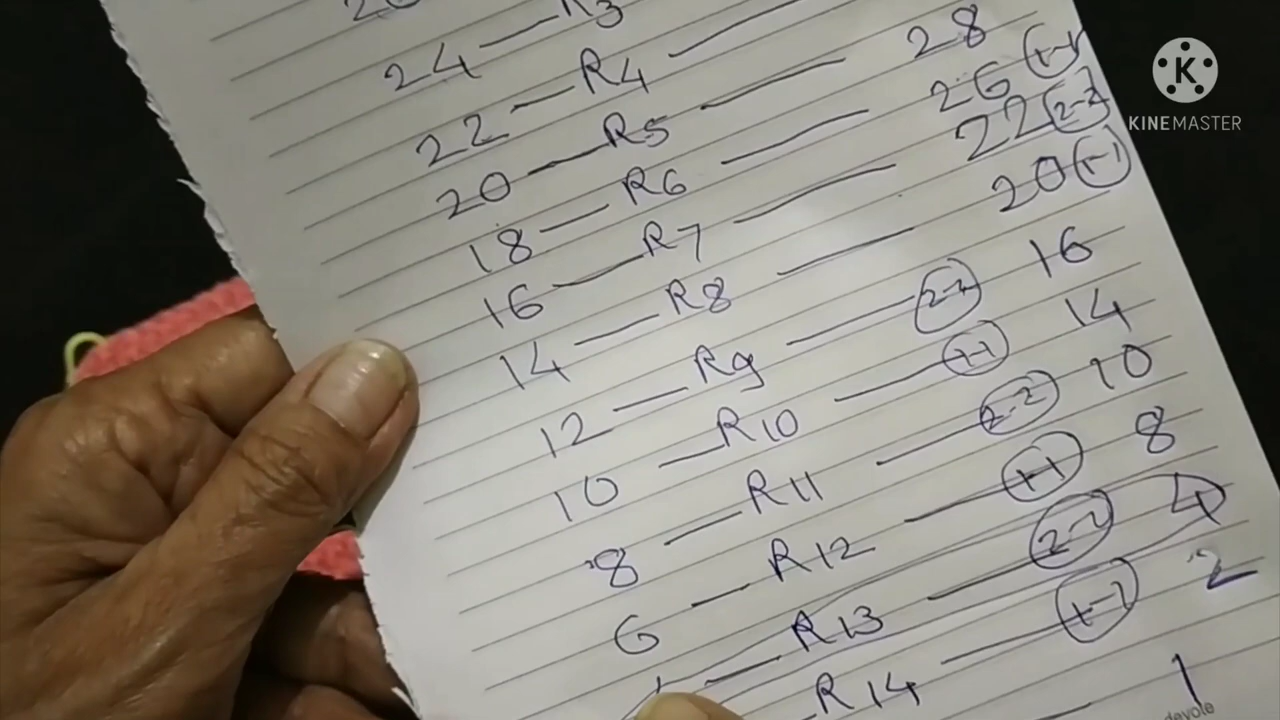 24 — R3
22 — R4 —
20 — R5 — 28
18 — R6 — 26 1-1
16 — R7 — 22 2-2
14 — R8 — 20 1-1
12 — R9 — 2-2 16
10 — R10 — 1-1 14
8 — R11 — 2-2 10
6 — R12 — 1-1 8
— R13 — 2-2 4
R14 — 1-1 2
— 1
KINEMASTER